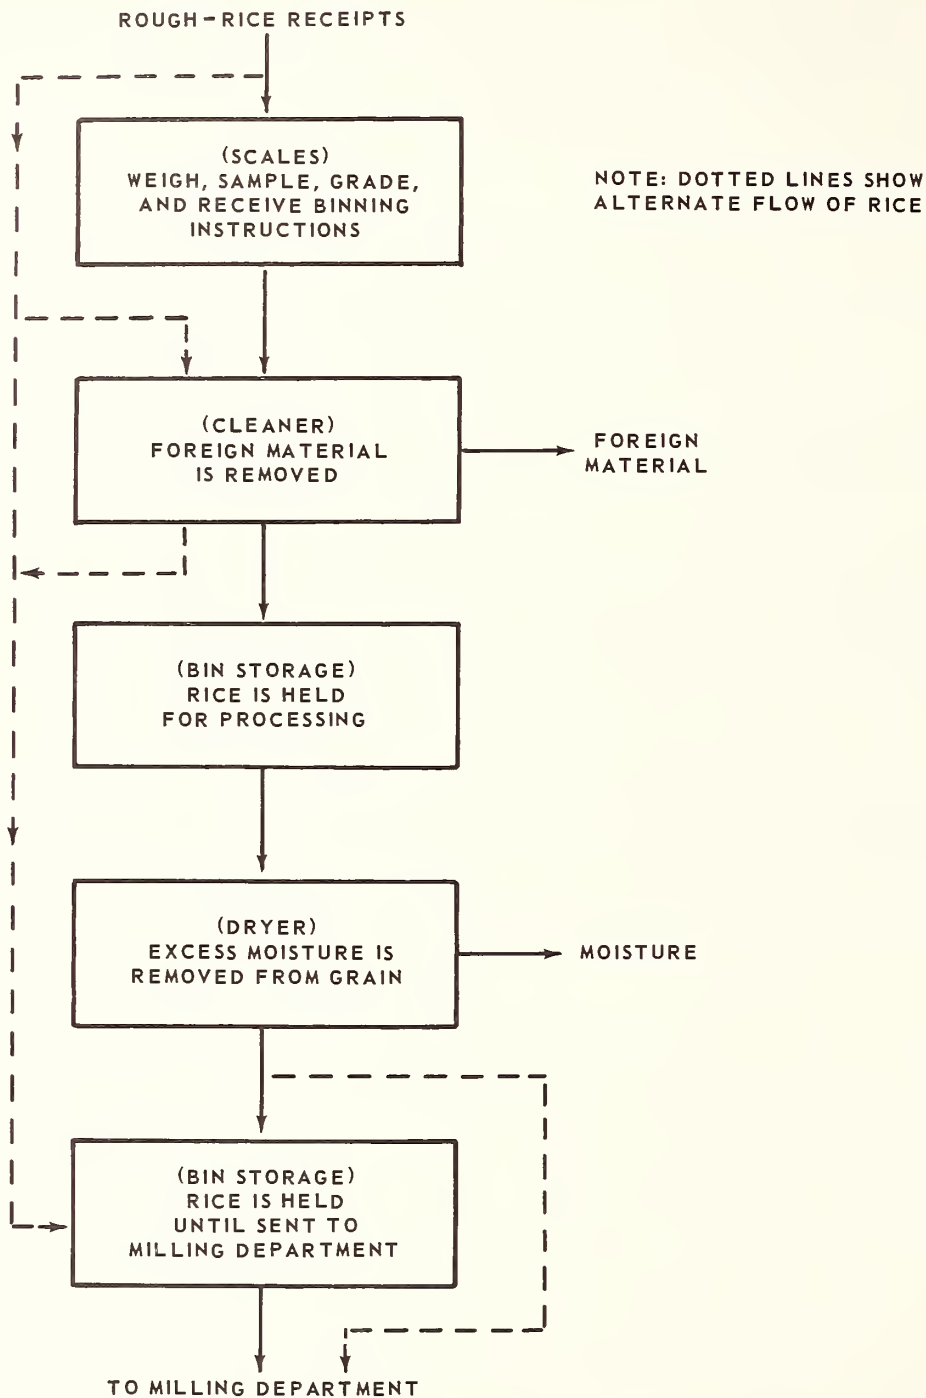 ROUGH-RICE RECEIPTS
(SCALES)
WEIGH, SAMPLE, GRADE,
AND RECEIVE BINNING
INSTRUCTIONS
NOTE: DOTTED LINES SHOW
ALTERNATE FLOW OF RICE
(CLEANER)
FOREIGN MATERIAL
IS REMOVED
FOREIGN
MATERIAL
(BIN STORAGE)
RICE IS HELD
FOR PROCESSING
(DRYER)
EXCESS MOISTURE IS
REMOVED FROM GRAIN
MOISTURE
(BIN STORAGE)
RICE IS HELD
UNTIL SENT TO
MILLING DEPARTMENT
TO MILLING DEPARTMENT